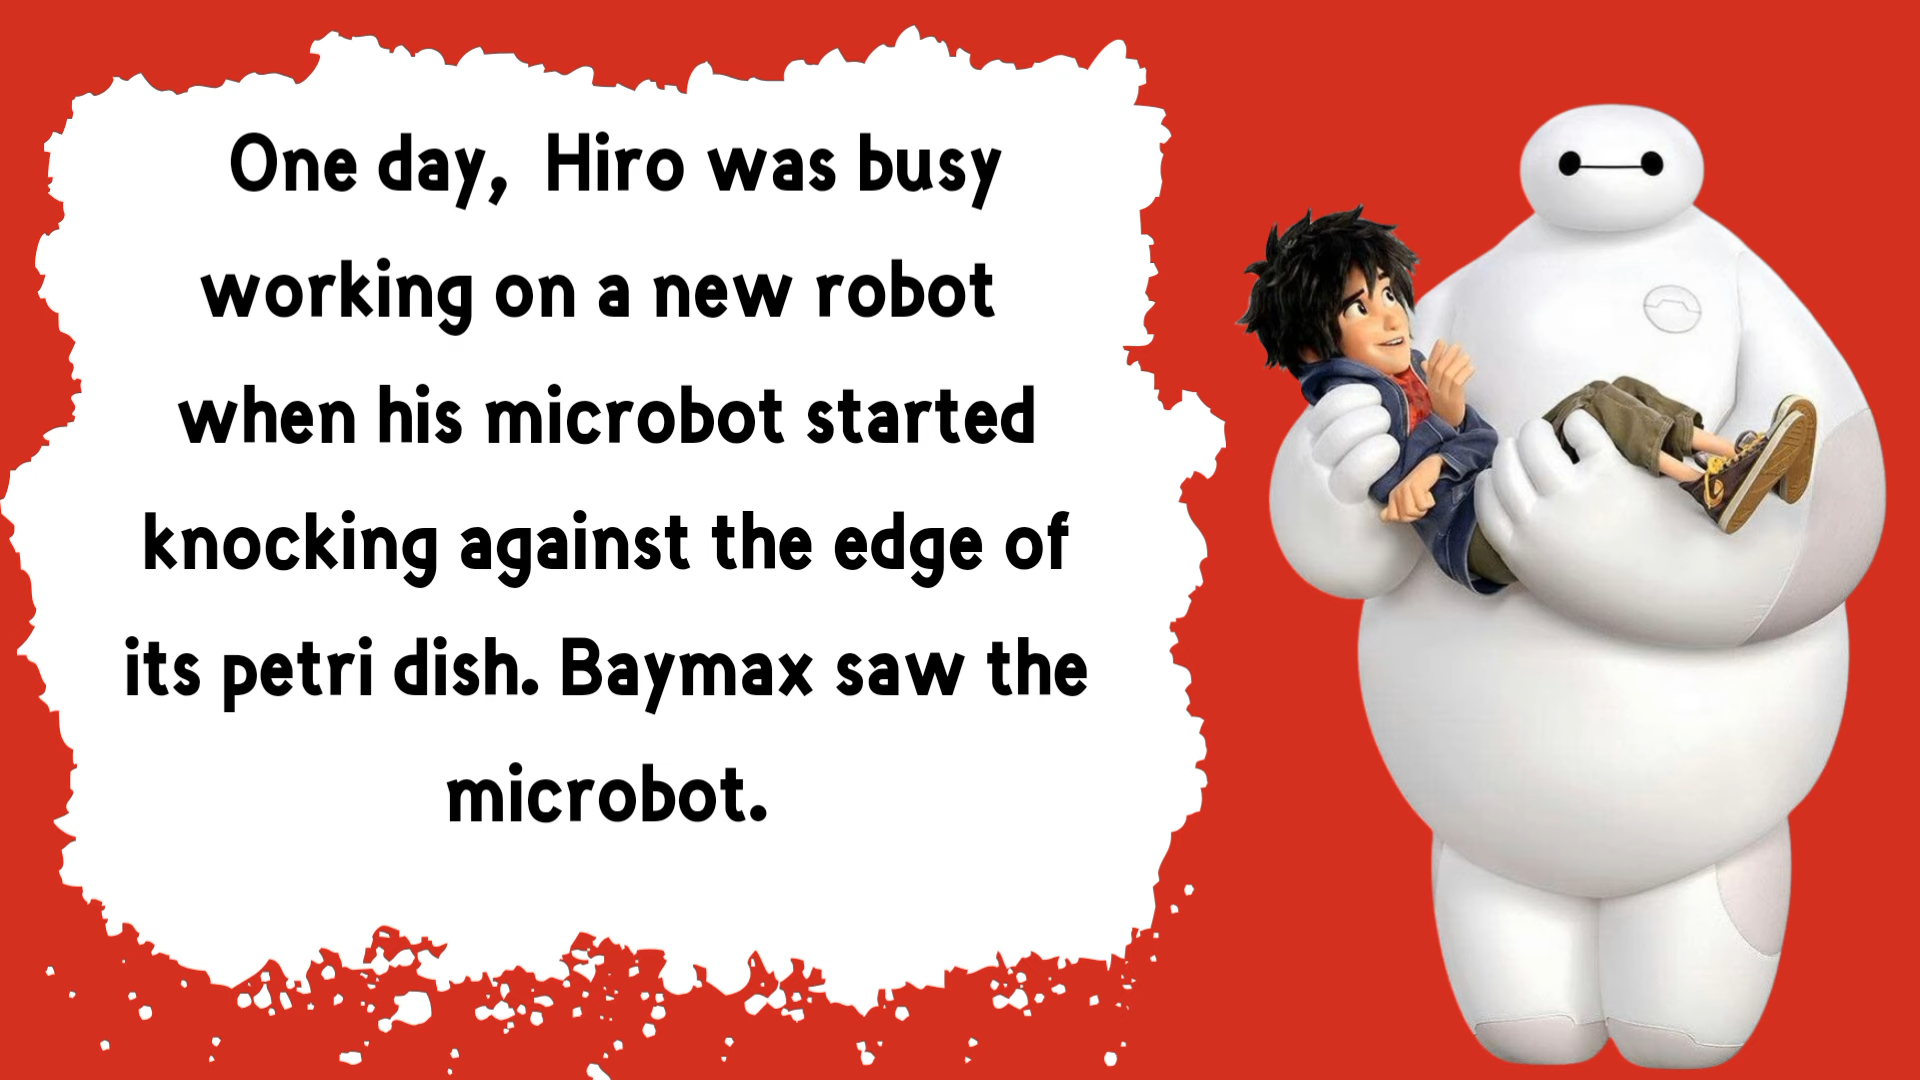 One day, Hiro was busy
working on a new robot
when his microbot started
knocking against the edge of
its petri dish. Baymax saw the
microbot.